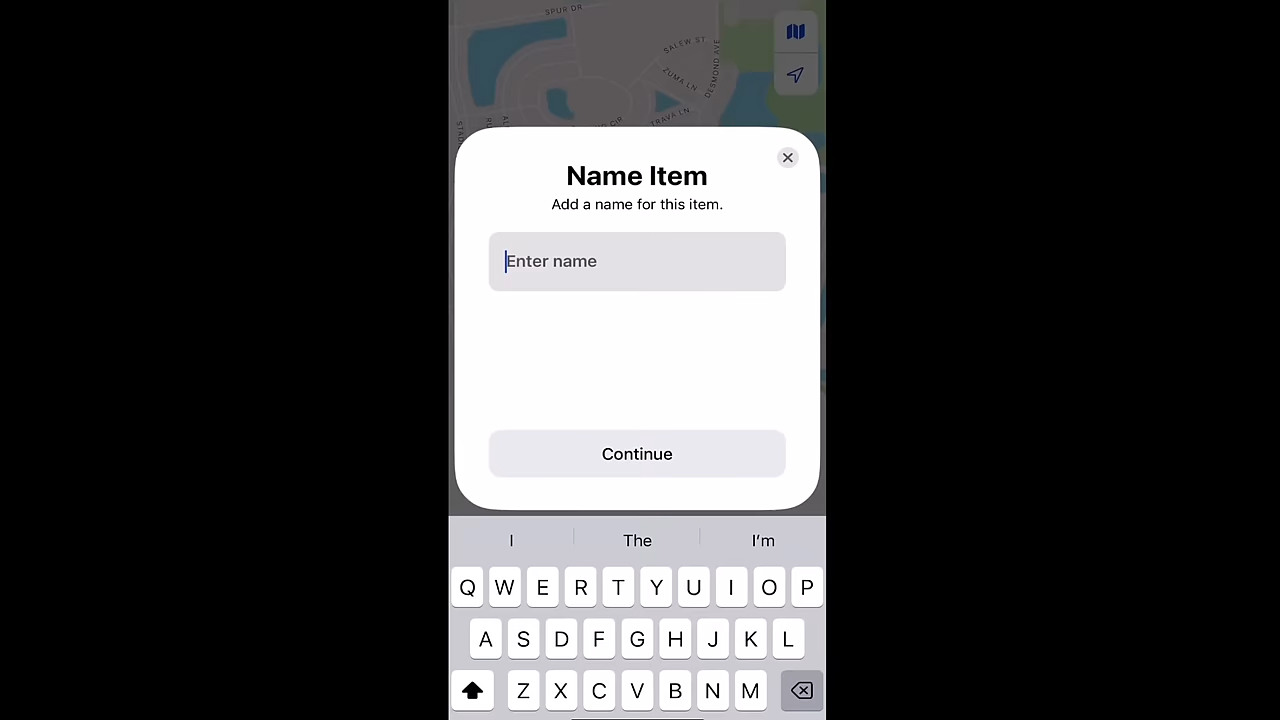 SPUR DR
SALEW ST
ZUMA LN
DESMOND AVE
TRAVA LN
CIR
Name Item
Add a name for this item.
Enter name
Continue
I
The
I'm
Q W E R T Y U I O P
A S D F G H J K L
Z X C V B N M